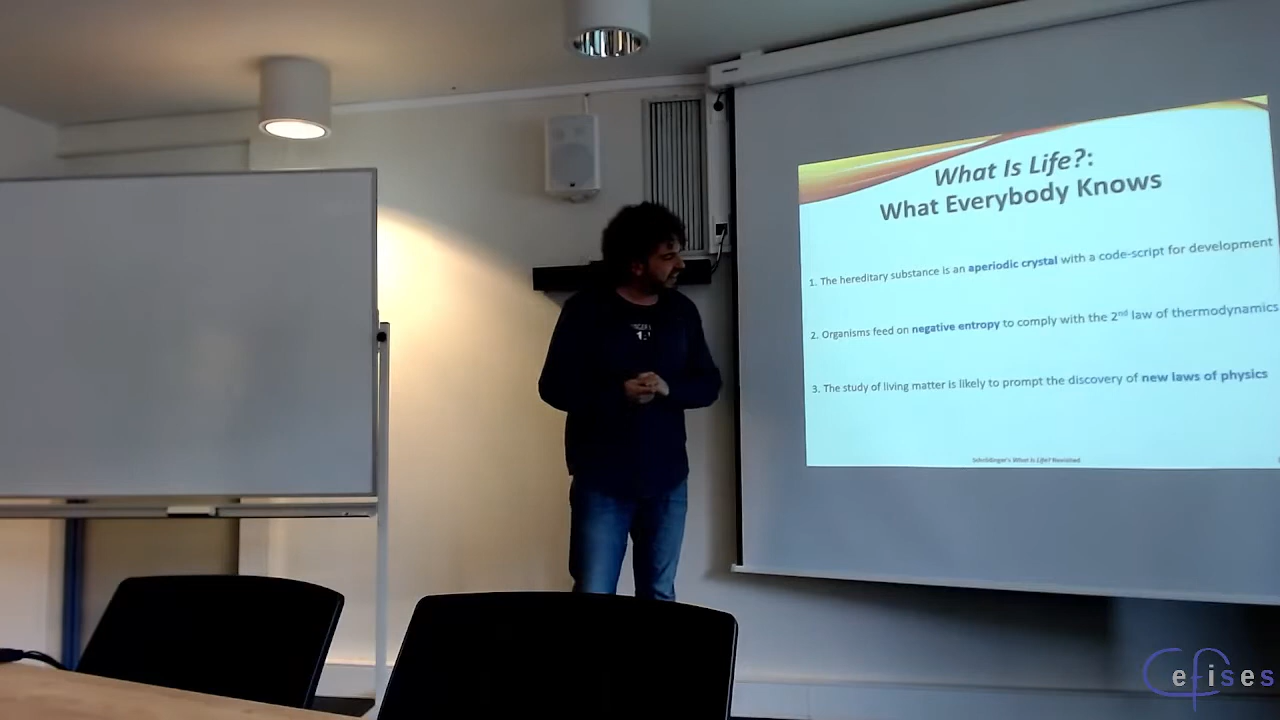 What Is Life?:
What Everybody Knows
1. The hereditary substance is an aperiodic crystal with a code-script for development
2. Organisms feed on negative entropy to comply with the 2nd law of thermodynamics
3. The study of living matter is likely to prompt the discovery of new laws of physics
Schrödinger's What Is Life? Revisited
Cefises